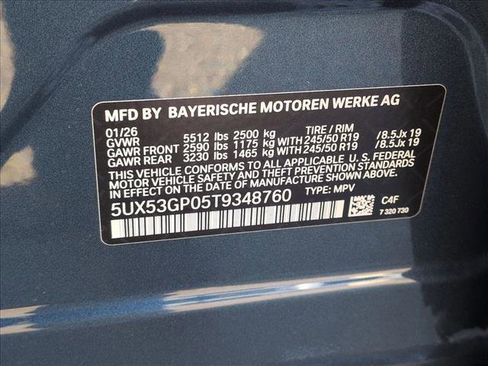 MFD BY BAYERISCHE MOTOREN WERKE AG
01/26 TIRE / RIM
GVWR 5512 lbs 2500 kg
GAWR FRONT 2590 lbs 1175 kg WITH 245/50 R19 /8.5Jx 19
GAWR REAR 3230 lbs 1465 kg WITH 245/50 R19 /8.5Jx 19
THIS VEHICLE CONFORMS TO ALL APPLICABLE U. S. FEDERAL
MOTOR VEHICLE SAFETY, BUMPER, AND THEFT PREVENTION STANDARDS
IN EFFECT ON THE DATE OF MANUFACTURE SHOWN ABOVE.
5UX53GP05T9348760 TYPE: MPV
C4F
7 320 730